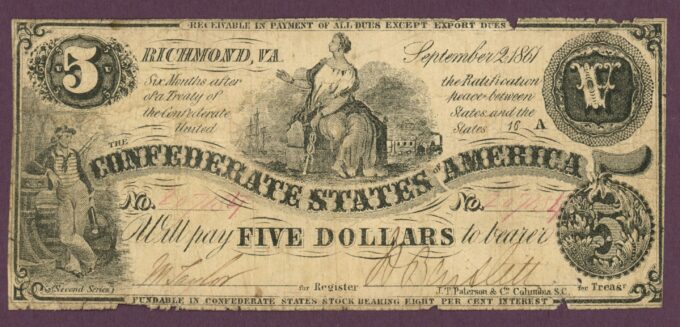 RECEIVABLE IN PAYMENT OF ALL DUES EXCEPT EXPORT DUES
5
RICHMOND, VA.
September 2, 1861
V
Six Months after the Ratification
of a Treaty of peace between
the Confederate States and the
United States 16 A
THE
CONFEDERATE STATES OF AMERICA
No. No.
Will pay FIVE DOLLARS to bearer
5
for Register
for Treasr
J.T. Paterson & Co. Columbia S.C.
(Second Series)
FUNDABLE IN CONFEDERATE STATES STOCK BEARING EIGHT PER CENT INTEREST